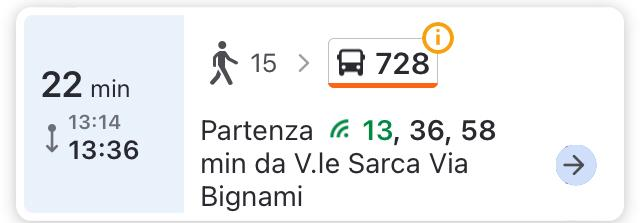 22 min
13:14
13:36
15
728
Partenza 13, 36, 58
min da V.le Sarca Via
Bignami